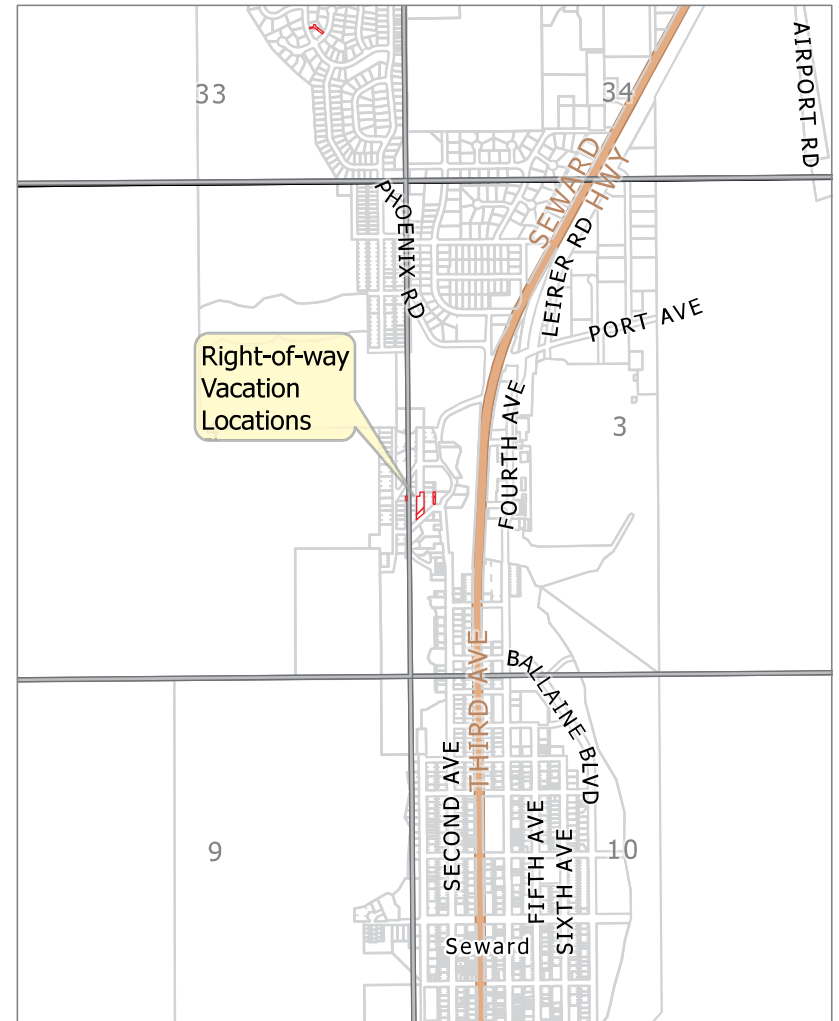 33
34
AIRPORT RD
SEWARD
HWY
PHOENIX RD
LEIRER RD
PORT AVE
Right-of-way
Vacation
Locations
FOURTH AVE
3
THIRD AVE
BALLAINE BLVD
SECOND AVE
FIFTH AVE
SIXTH AVE
9
10
Seward